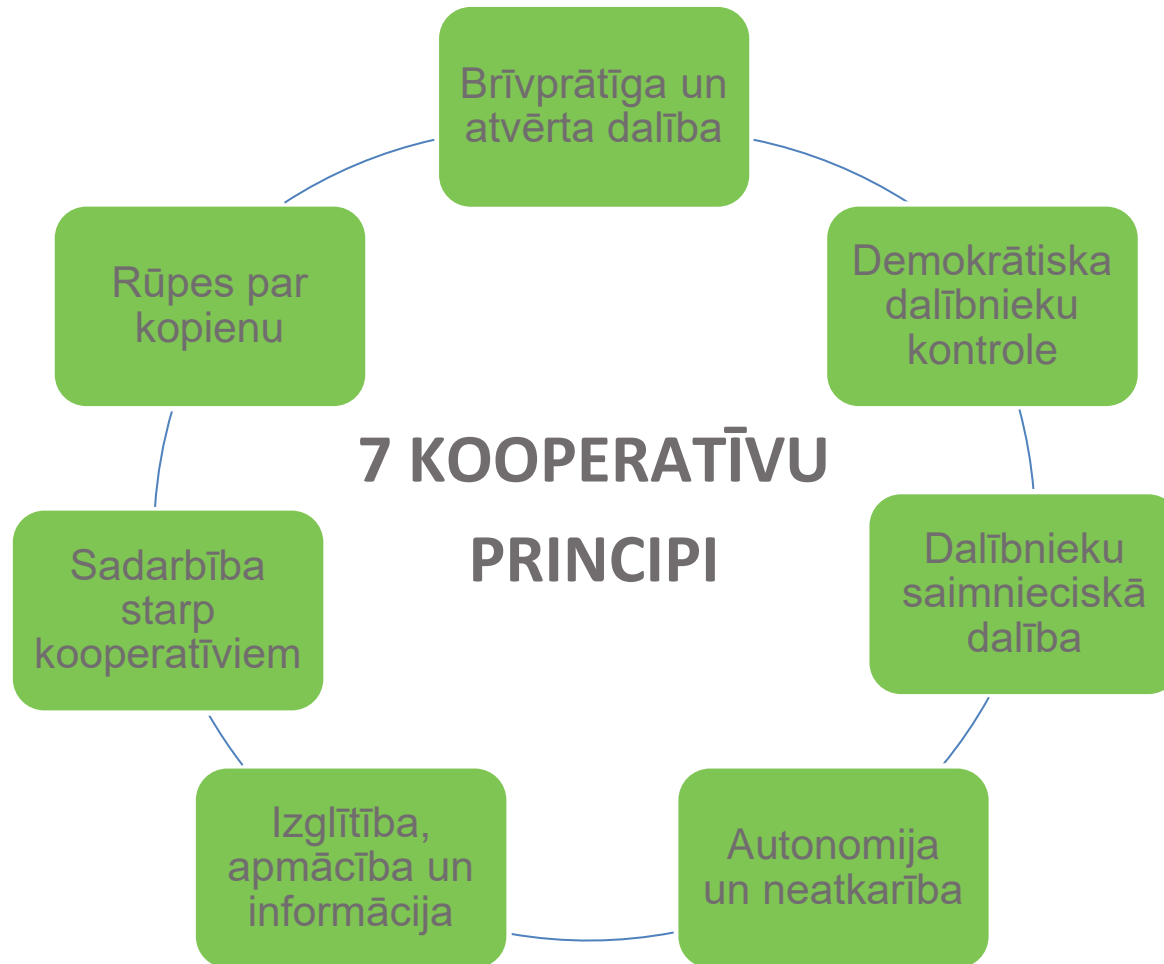 Brīvprātīga un
atvērta dalība
Demokrātiska
dalībnieku
kontrole
Dalībnieku
saimnieciskā
dalība
Autonomija
un neatkarība
Izglītība,
apmācība un
informācija
Sadarbība
starp
kooperatīviem
Rūpes par
kopienu
7 KOOPERATĪVU
PRINCIPI